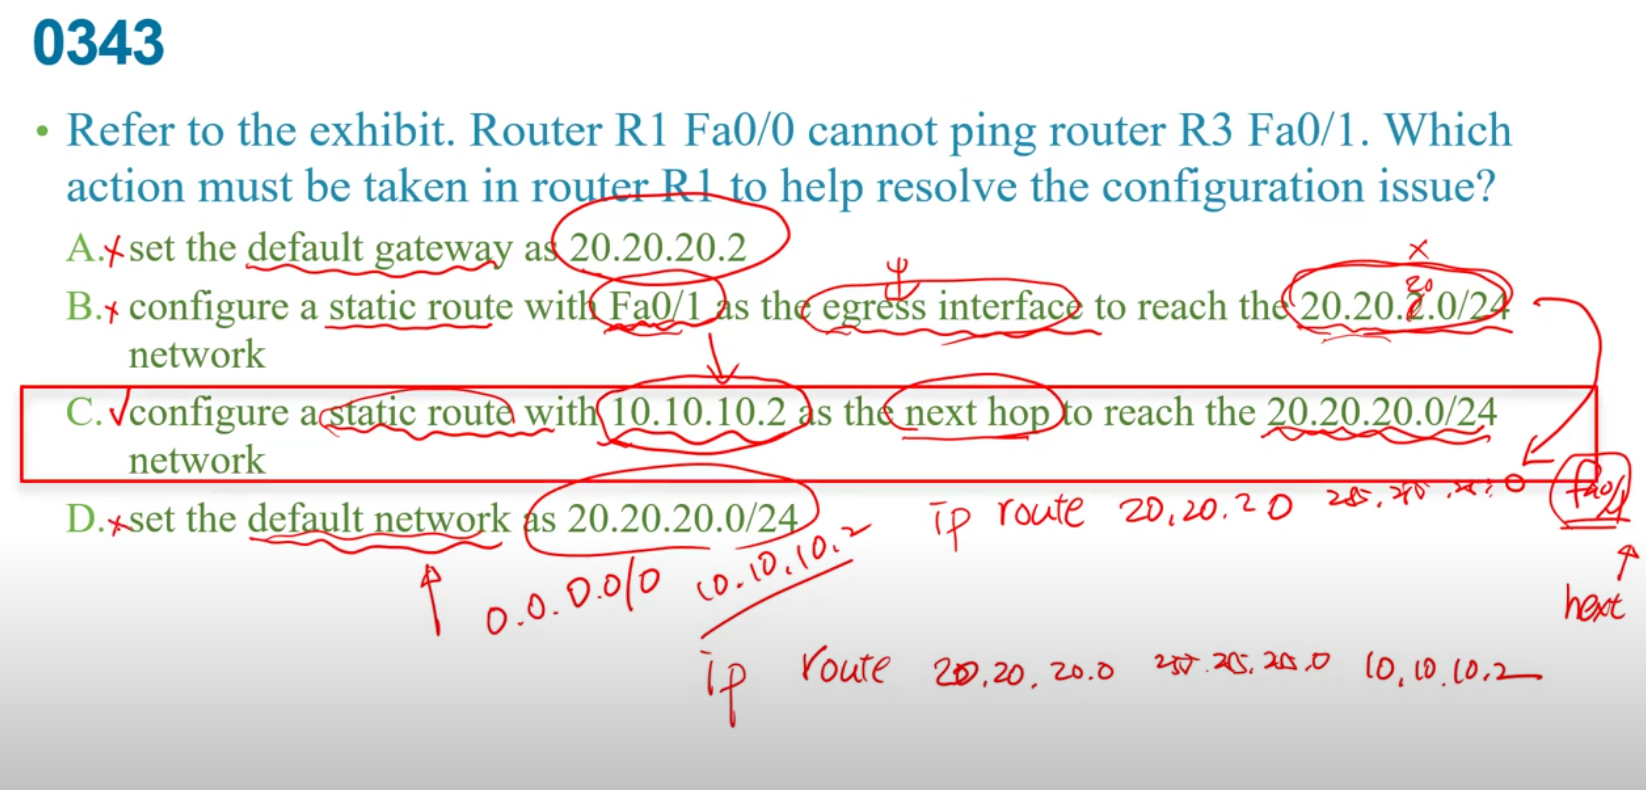 0343
• Refer to the exhibit. Router R1 Fa0/0 cannot ping router R3 Fa0/1. Which
action must be taken in router R1 to help resolve the configuration issue?
A. x set the default gateway as 20.20.20.2
x
20
B. x configure a static route with Fa0/1 as the egress interface to reach the 20.20.2.0/24
network
C. ✓ configure a static route with 10.10.10.2 as the next hop to reach the 20.20.20.0/24
network
D. x set the default network as 20.20.20.0/24
ip route 20.20.20 fa0/1
0.0.0.0/0 10.10.10.2
next
ip route 20.20.20.0 255.255.255.0 10.10.10.2